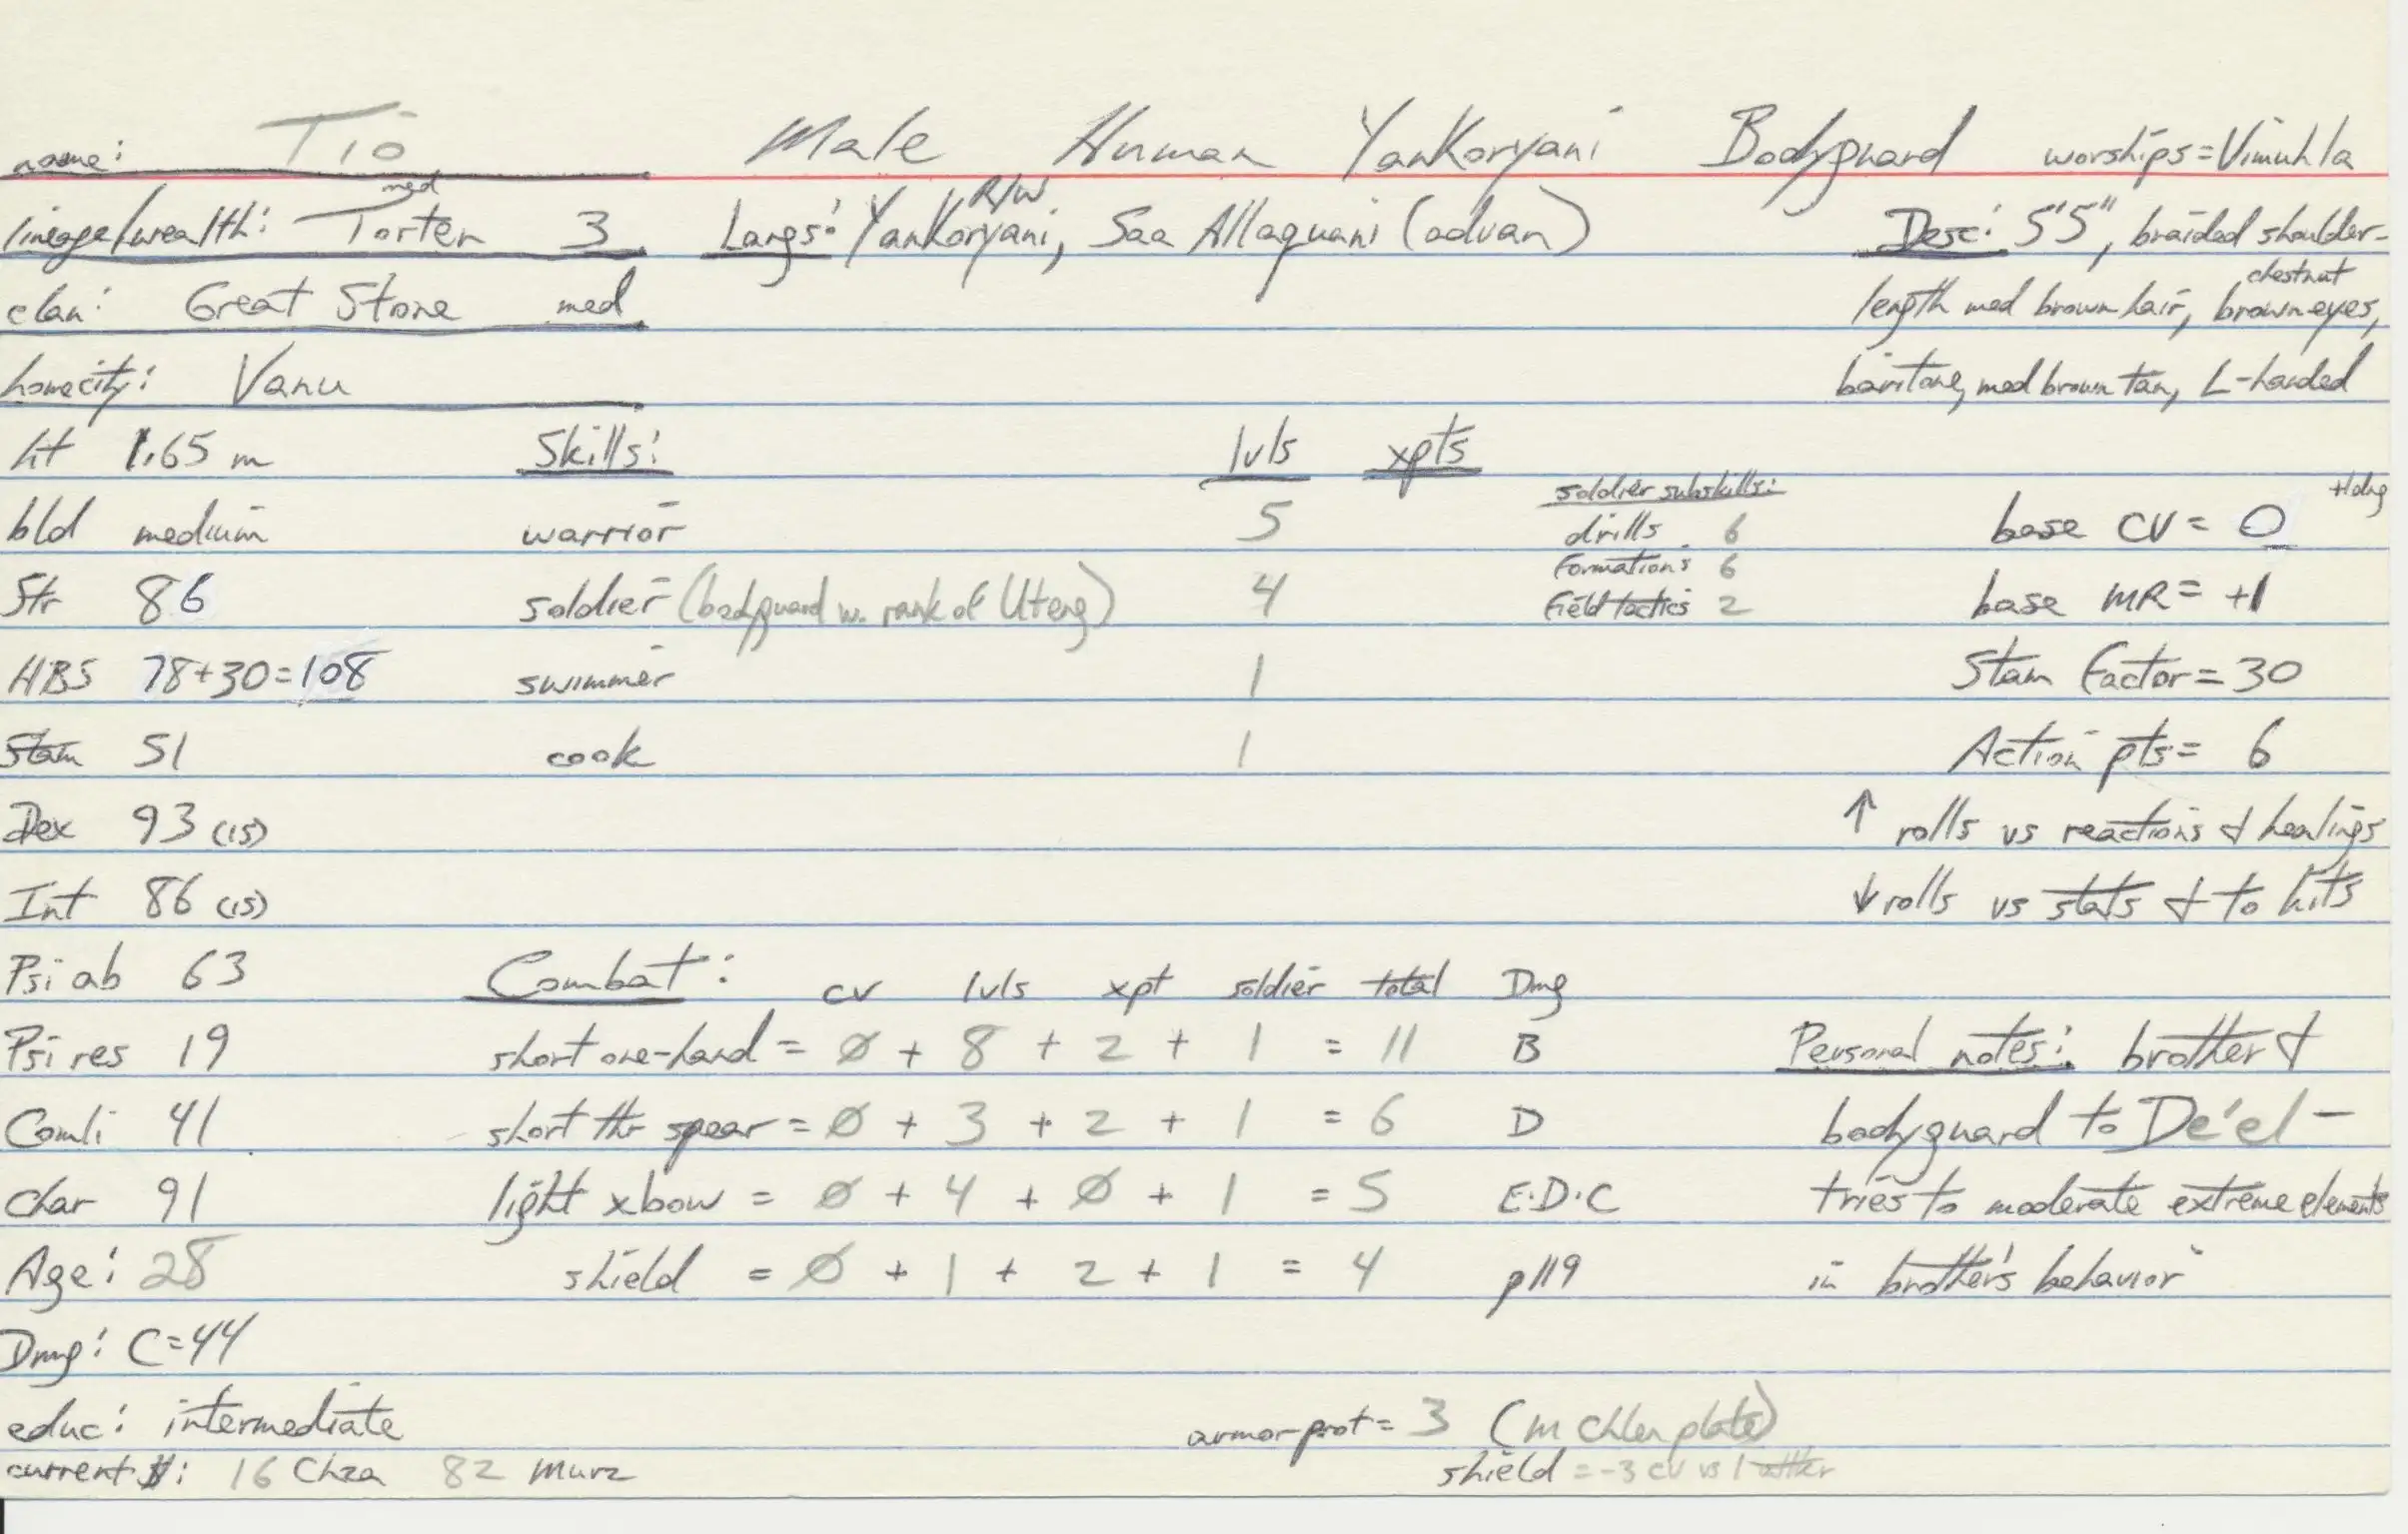 name: Tio Male Human YanKoryani Bodyguard worships=Vimuhla
med R/W
lineage/wealth: Torten 3 Langs: YanKoryani, Saa Allaquani (advan) Desc: 5'5", braided shoulder-
chestnut
clan: Great Stone med length med brown hair, brown eyes,
homecity: Vanu baritone, med brown tan, L-handed
ht 1.65 m Skills: lvls xpts
soldier subskills: +1dmg
bld medium warrior 5 drills 6 base CV = 0
formations 6
Str 86 soldier (bodyguard w. rank of Uteng) 4 field tactics 2 base MR = +1
HBS 78+30=108 swimmer 1 Stam Factor = 30
Stam 51 cook 1 Action pts = 6
Dex 93 (15) ↑ rolls vs reactions & healings
Int 86 (15) ↓ rolls vs stats & to hits
Psi ab 63 Combat: cv lvls xpt soldier total Dmg
Psi res 19 short one-hand = Ø + 8 + 2 + 1 = 11 B Personal notes: brother &
Comli 41 short thr spear = Ø + 3 + 2 + 1 = 6 D bodyguard to De'el –
Char 91 light xbow = Ø + 4 + Ø + 1 = 5 E·D·C tries to moderate extreme elements
Age: 28 shield = Ø + 1 + 2 + 1 = 4 p119 in brother's behavior
Dmg: C=44
educ: intermediate armor prot = 3 (m chlen plate)
current $: 16 Chza 82 Murz shield = -3 cv vs 1 atter